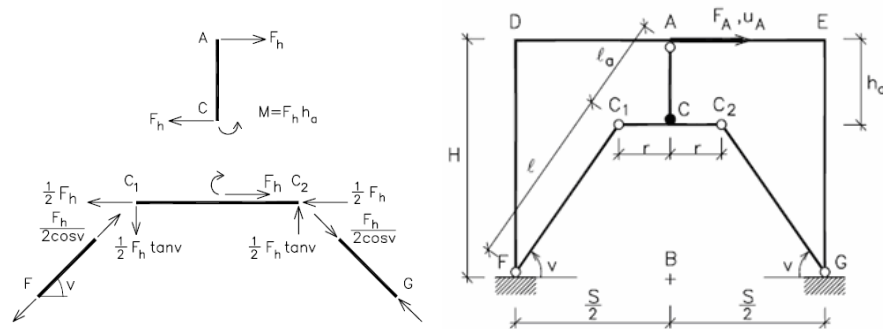 A
F_h
C
F_h
M=F_h h_a
F_h
C_1
C_2
1/2 F_h
1/2 F_h
F_h/2cosv
1/2 F_h tanv
1/2 F_h tanv
F_h/2cosv
F
v
G
D
A
F_A , u_A
E
ℓ_a
h_a
C_1
C
C_2
r
r
H
ℓ
F
v
B
v
G
S/2
S/2